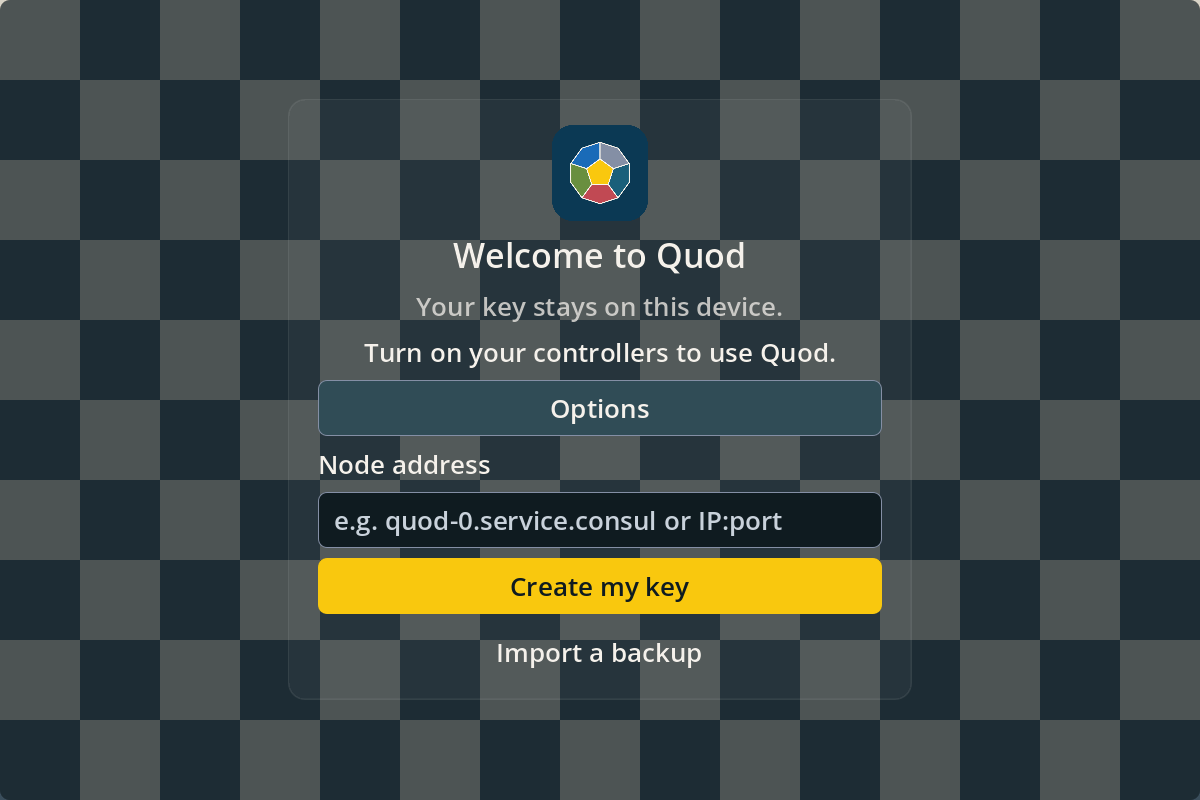 Welcome to Quod
Your key stays on this device.
Turn on your controllers to use Quod.
Options
Node address
e.g. quod-0.service.consul or IP:port
Create my key
Import a backup